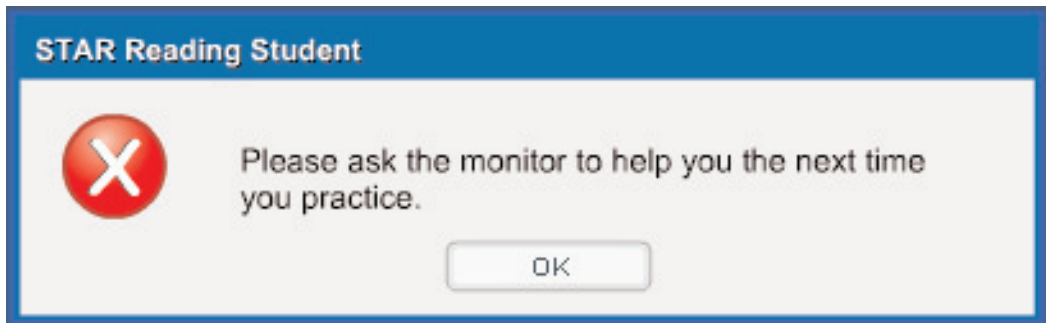 STAR Reading Student
Please ask the monitor to help you the next time
you practice.
OK